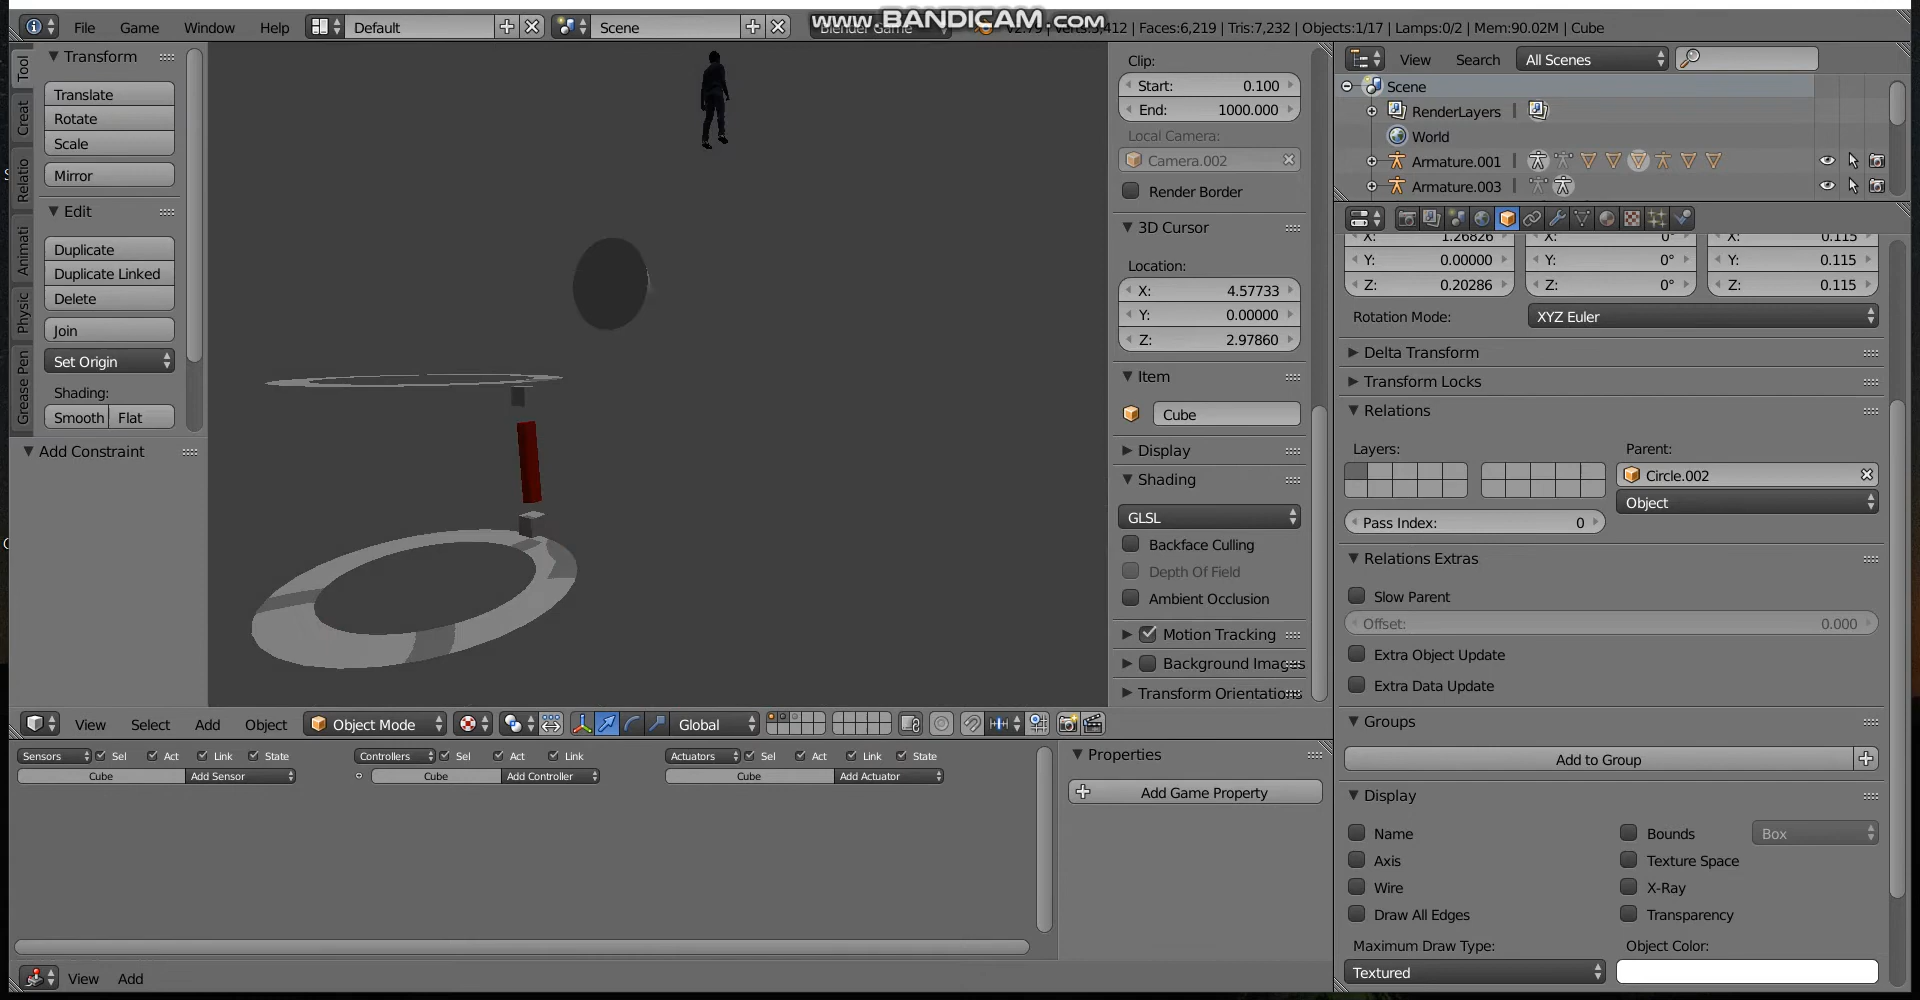 www.BANDICAM.com
File Game Window Help Default Scene Blender Game v2.79 | Verts:5,412 | Faces:6,219 | Tris:7,232 | Objects:1/17 | Lamps:0/2 | Mem:90.02M | Cube
Tool
Creat
Relatio
Animati
Physic
Grease Pen
Transform
Translate
Rotate
Scale
Mirror
Edit
Duplicate
Duplicate Linked
Delete
Join
Set Origin
Shading:
Smooth Flat
Add Constraint
Clip:
Start: 0.100
End: 1000.000
Local Camera:
Camera.002
Render Border
3D Cursor
Location:
X: 4.57733
Y: 0.00000
Z: 2.97860
Item
Cube
Display
Shading
GLSL
Backface Culling
Depth Of Field
Ambient Occlusion
Motion Tracking
Background Images
Transform Orientations
View Search All Scenes
Scene
RenderLayers
World
Armature.001
Armature.003
X: 1.26826 X: 0° X: 0.115
Y: 0.00000 Y: 0° Y: 0.115
Z: 0.20286 Z: 0° Z: 0.115
Rotation Mode: XYZ Euler
Delta Transform
Transform Locks
Relations
Layers: Parent:
Circle.002
Object
Pass Index: 0
Relations Extras
Slow Parent
Offset: 0.000
Extra Object Update
Extra Data Update
Groups
Add to Group
Display
Name Bounds Box
Axis Texture Space
Wire X-Ray
Draw All Edges Transparency
Maximum Draw Type: Object Color:
Textured
View Select Add Object Object Mode Global
Sensors Sel Act Link State Controllers Sel Act Link Actuators Sel Act Link State
Cube Add Sensor Cube Add Controller Cube Add Actuator
Properties
Add Game Property
View Add